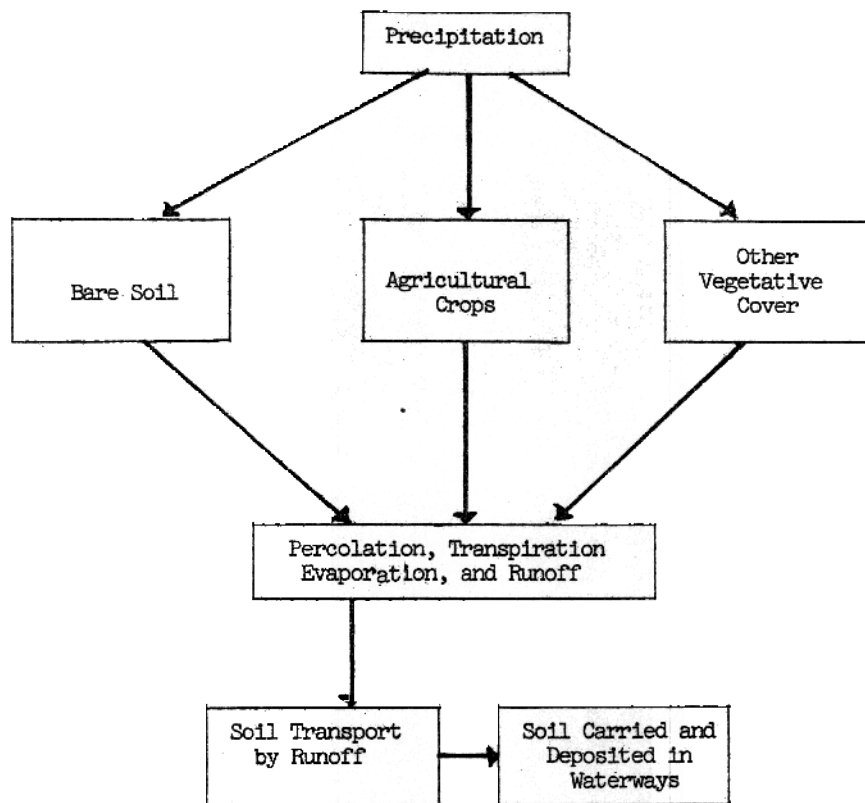 Precipitation
Bare Soil
Agricultural
Crops
Other
Vegetative
Cover
Percolation, Transpiration
Evaporation, and Runoff
Soil Transport
by Runoff
Soil Carried and
Deposited in
Waterways